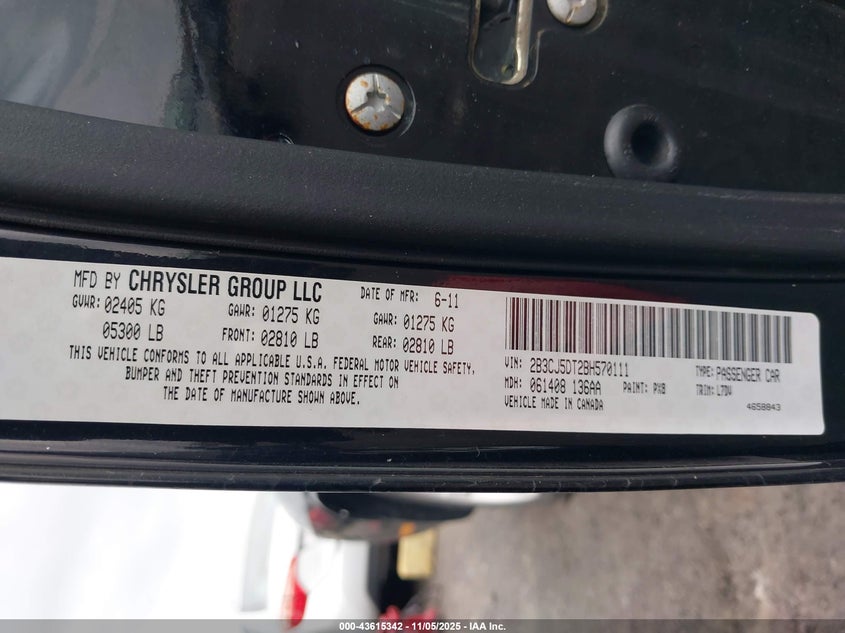 MFD BY CHRYSLER GROUP LLC
DATE OF MFR: 6-11
GVWR: 02405 KG GAWR: 01275 KG GAWR: 01275 KG
05300 LB FRONT: 02810 LB REAR: 02810 LB
THIS VEHICLE CONFORMS TO ALL APPLICABLE U.S.A. FEDERAL MOTOR VEHICLE SAFETY,
BUMPER AND THEFT PREVENTION STANDARDS IN EFFECT ON
THE DATE OF MANUFACTURE SHOWN ABOVE.
VIN: 2B3CJ5DT2BH570111 TYPE: PASSENGER CAR
MDH: 061408 136AA PAINT: PX8 TRIM: L7DV
VEHICLE MADE IN CANADA 4658843
000-43615342 - 11/05/2025 - IAA Inc.